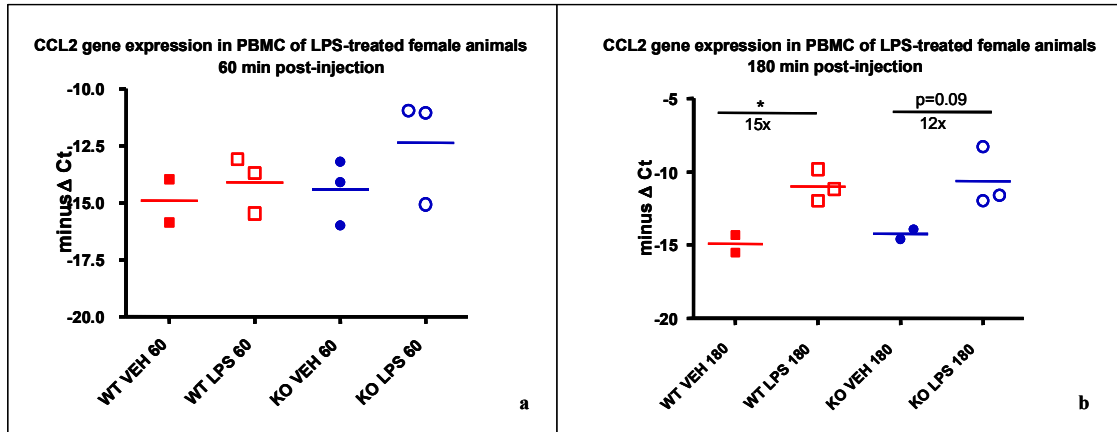 CCL2 gene expression in PBMC of LPS-treated female animals
60 min post-injection
minus Δ Ct
-10.0
-12.5
-15.0
-17.5
-20.0
WT VEH 60
WT LPS 60
KO VEH 60
KO LPS 60
a
CCL2 gene expression in PBMC of LPS-treated female animals
180 min post-injection
minus Δ Ct
-5
-10
-15
-20
*
15x
p=0.09
12x
WT VEH 180
WT LPS 180
KO VEH 180
KO LPS 180
b